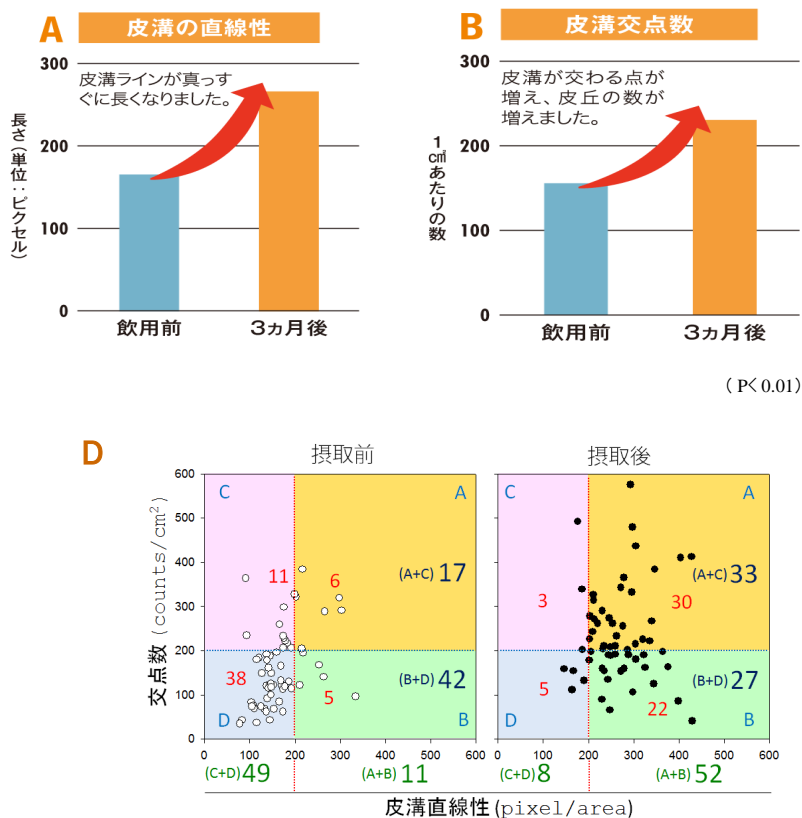 A
皮溝の直線性
皮溝ラインが真っす
ぐに長くなりました。
長さ(単位:ピクセル)
300
200
100
0
飲用前
3ヵ月後
B
皮溝交点数
皮溝が交わる点が
増え、皮丘の数が
増えました。
1c㎡あたりの数
300
200
100
0
飲用前
3ヵ月後
(P<0.01)
D
摂取前
交点数(counts/cm²)
600
500
400
300
200
100
0
C
A
11
6
(A+C) 17
38
5
(B+D) 42
D
B
0 100 200 300 400 500 600
(C+D) 49
(A+B) 11
摂取後
C
A
3
30
(A+C) 33
5
22
(B+D) 27
D
B
0 100 200 300 400 500 600
(C+D) 8
(A+B) 52
皮溝直線性(pixel/area)